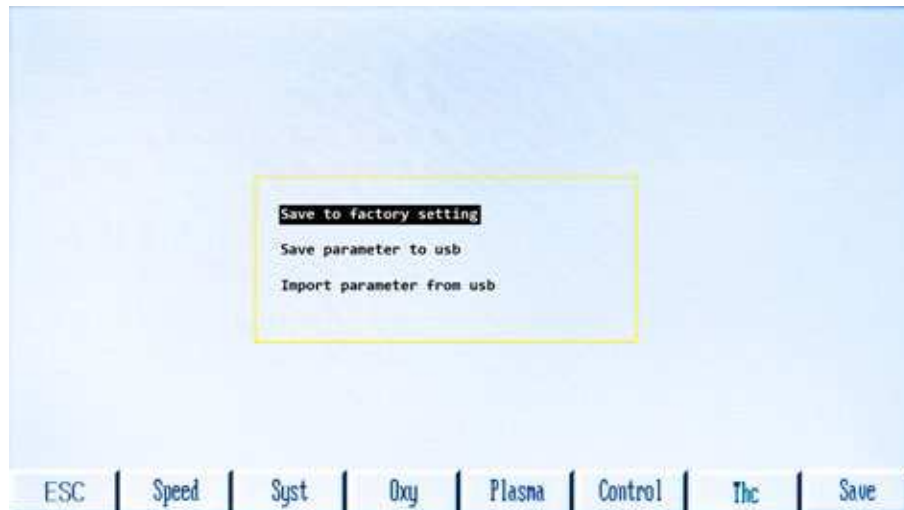 Save to factory setting
Save parameter to usb
Import parameter from usb
ESC Speed Syst Oxy Plasma Control Thc Save